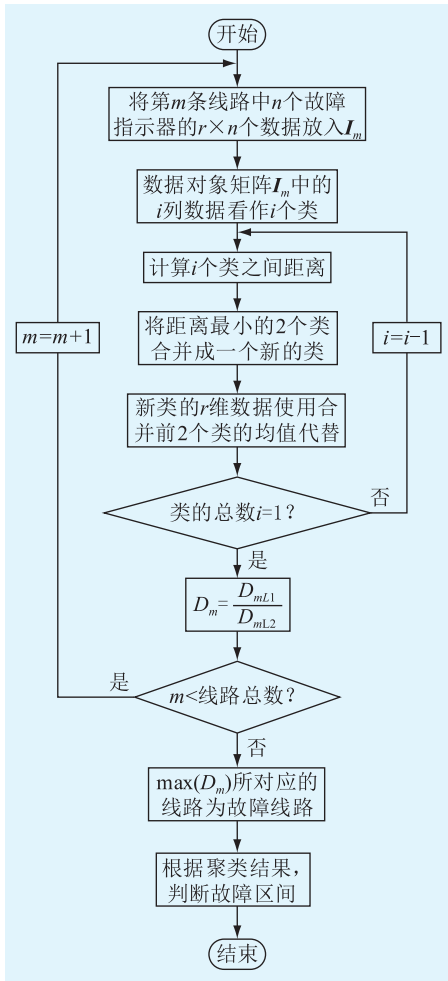 开始
将第m条线路中n个故障
指示器的r×n个数据放入Im
数据对象矩阵Im中的
i列数据看作i个类
计算i个类之间距离
m=m+1
将距离最小的2个类
合并成一个新的类
i=i-1
新类的r维数据使用合
并前2个类的均值代替
否
类的总数i=1?
是
Dm=DmL1/DmL2
是
m<线路总数?
否
max(Dm)所对应的
线路为故障线路
根据聚类结果,
判断故障区间
结束